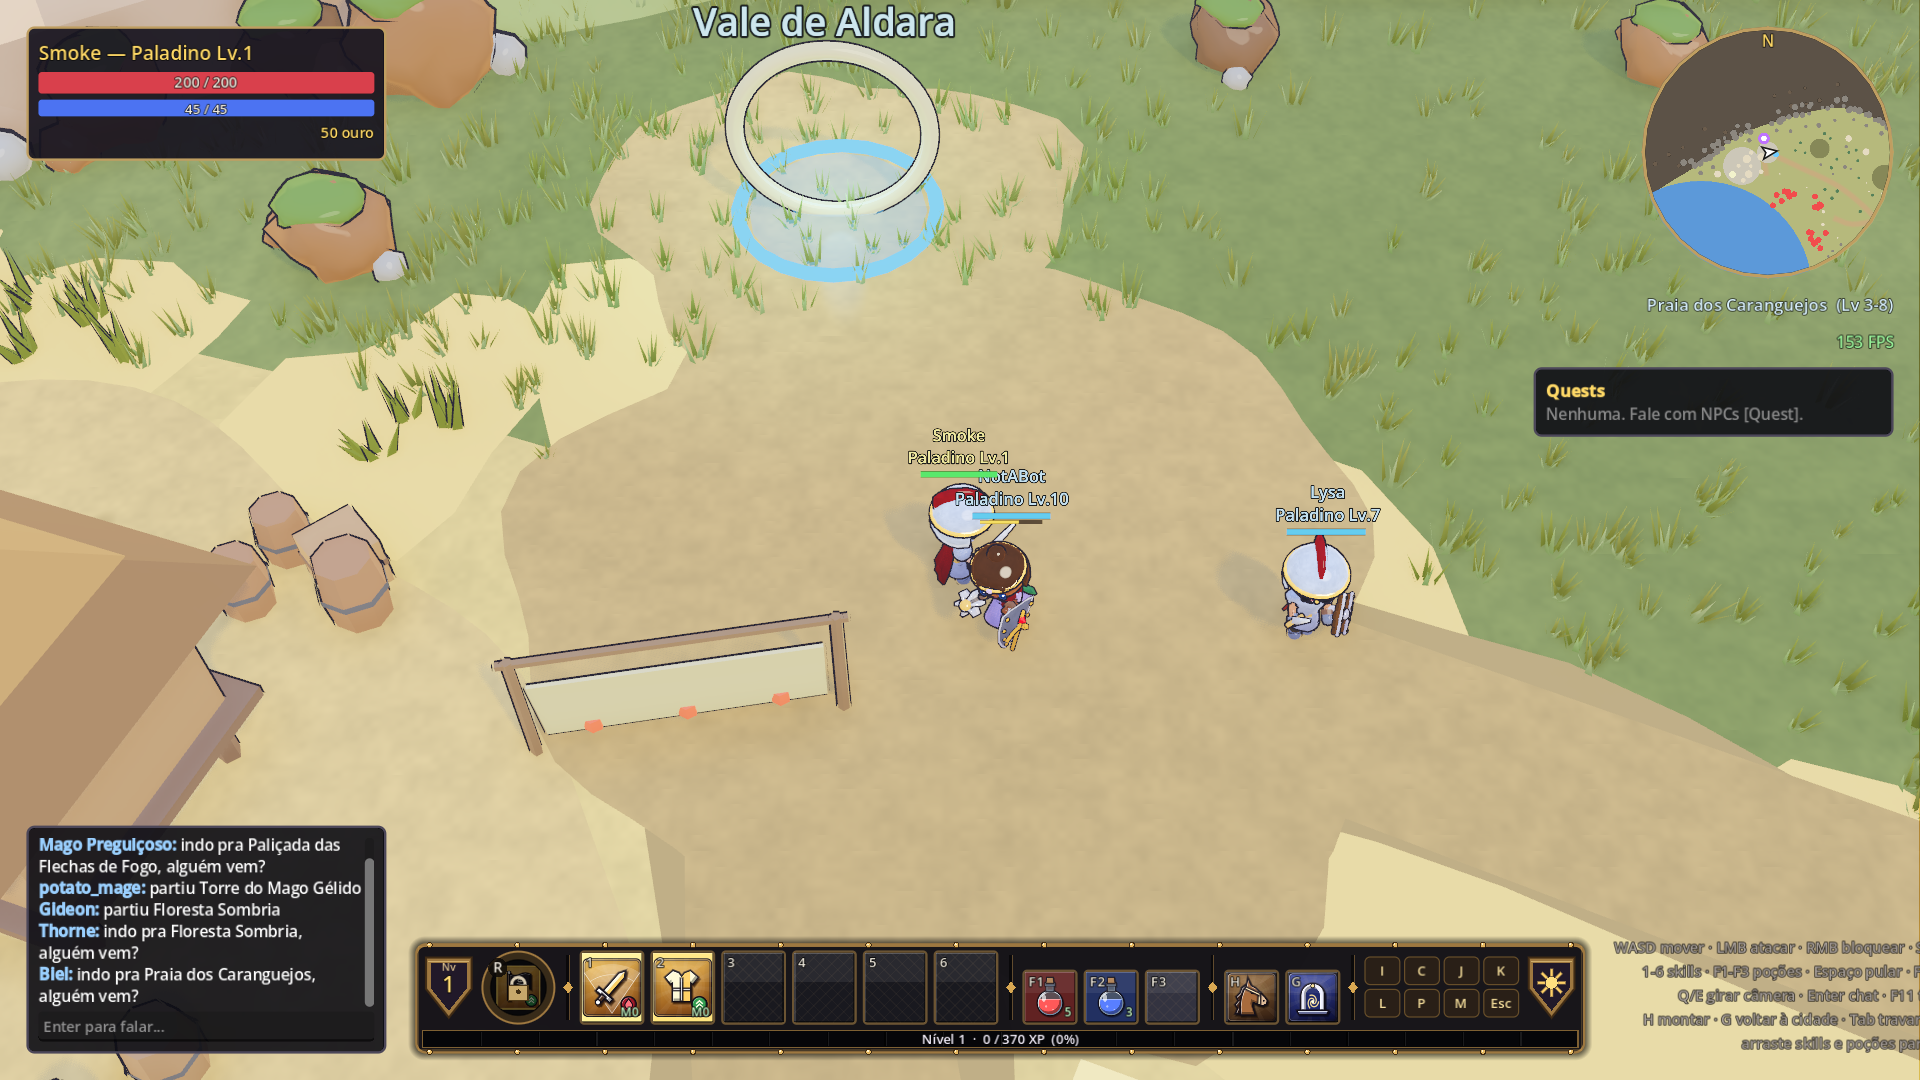 Vale de Aldara
Smoke — Paladino Lv.1
200 / 200
45 / 45
50 ouro
N
Praia dos Caranguejos (Lv 3-8)
153 FPS
Quests
Nenhuma. Fale com NPCs [Quest].
Smoke
Paladino Lv.1
NotABot
Paladino Lv.10
Lysa
Paladino Lv.7
Mago Preguiçoso: indo pra Paliçada das
Flechas de Fogo, alguém vem?
potato_mage: partiu Torre do Mago Gélido
Gideon: partiu Floresta Sombria
Thorne: indo pra Floresta Sombria,
alguém vem?
Biel: indo pra Praia dos Caranguejos,
alguém vem?
Enter para falar...
Nv
1
R
1
M0
2
M0
3
4
5
6
F1
5
F2
3
F3
H
G
I C J K
L P M Esc
Nível 1 · 0 / 370 XP (0%)
WASD mover · LMB atacar · RMB bloquear ·
1-6 skills · F1-F3 poções · Espaço pular ·
Q/E girar câmera · Enter chat · F11
H montar · G voltar à cidade · Tab
arraste skills e poções